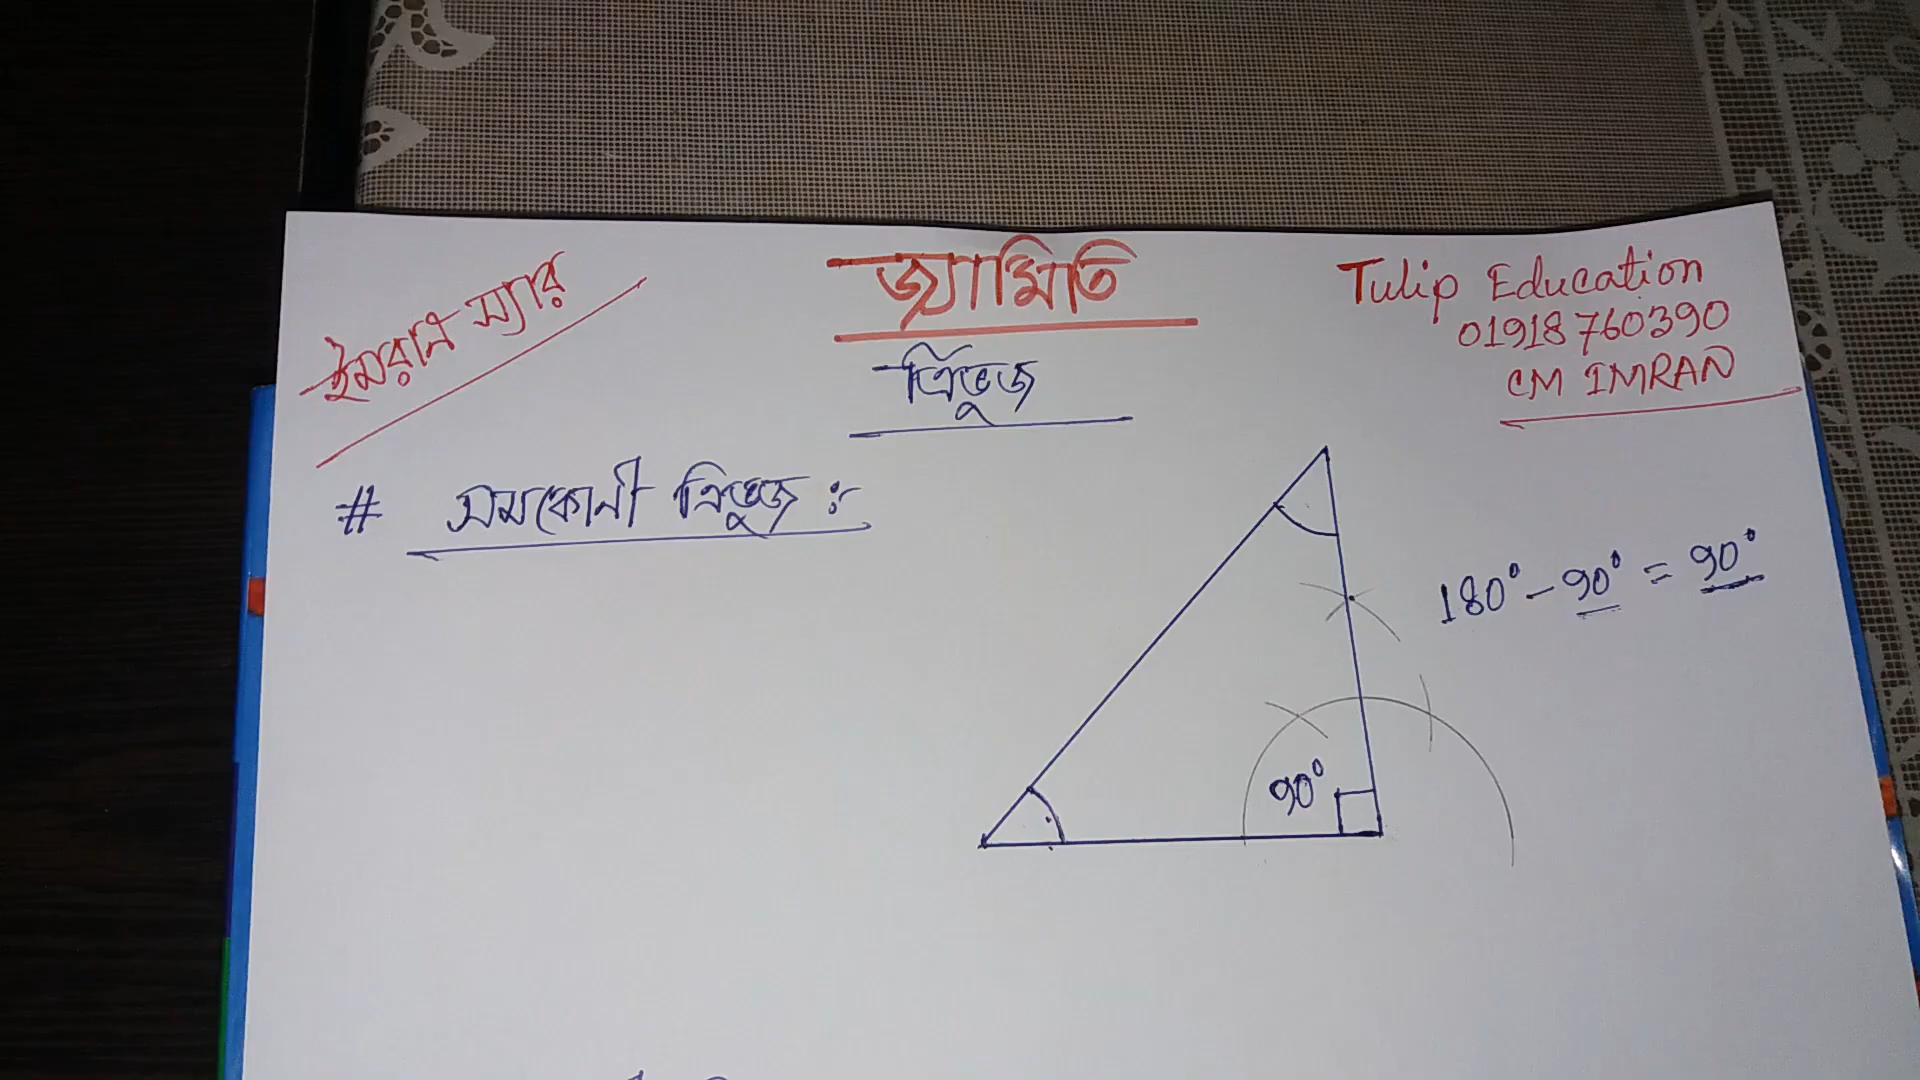 ইমরান স্যার
জ্যামিতি
Tulip Education
01918760390
CM IMRAN
ত্রিভুজ
# সমকোনী ত্রিভুজ :-
180° - 90° = 90°
90°